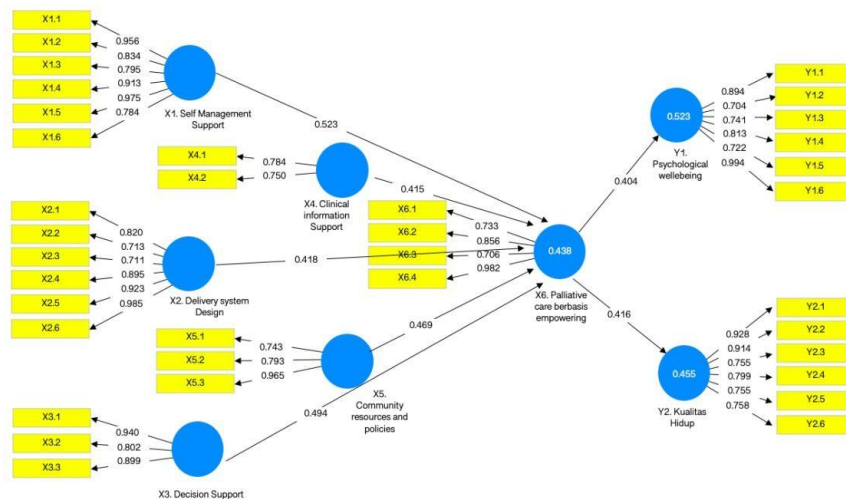 X1.1
X1.2
X1.3
X1.4
X1.5
X1.6
0.956
0.834
0.795
0.913
0.975
0.784
X1. Self Management
Support
0.523
X4.1
X4.2
0.784
0.750
X4. Clinical
information
Support
0.415
X2.1
X2.2
X2.3
X2.4
X2.5
X2.6
0.820
0.713
0.711
0.895
0.923
0.985
X2. Delivery system
Design
0.418
X6.1
X6.2
X6.3
X6.4
0.733
0.856
0.706
0.982
0.438
X6. Palliative
care berbasis
empowering
X5.1
X5.2
X5.3
0.743
0.793
0.965
X5.
Community
resources and
policies
0.469
0.494
X3.1
X3.2
X3.3
0.940
0.802
0.899
X3. Decision Support
0.404
0.416
0.523
Y1.
Psychological
wellebeing
0.894
0.704
0.741
0.813
0.722
0.994
Y1.1
Y1.2
Y1.3
Y1.4
Y1.5
Y1.6
0.455
Y2. Kualitas
Hidup
0.928
0.914
0.755
0.799
0.755
0.758
Y2.1
Y2.2
Y2.3
Y2.4
Y2.5
Y2.6